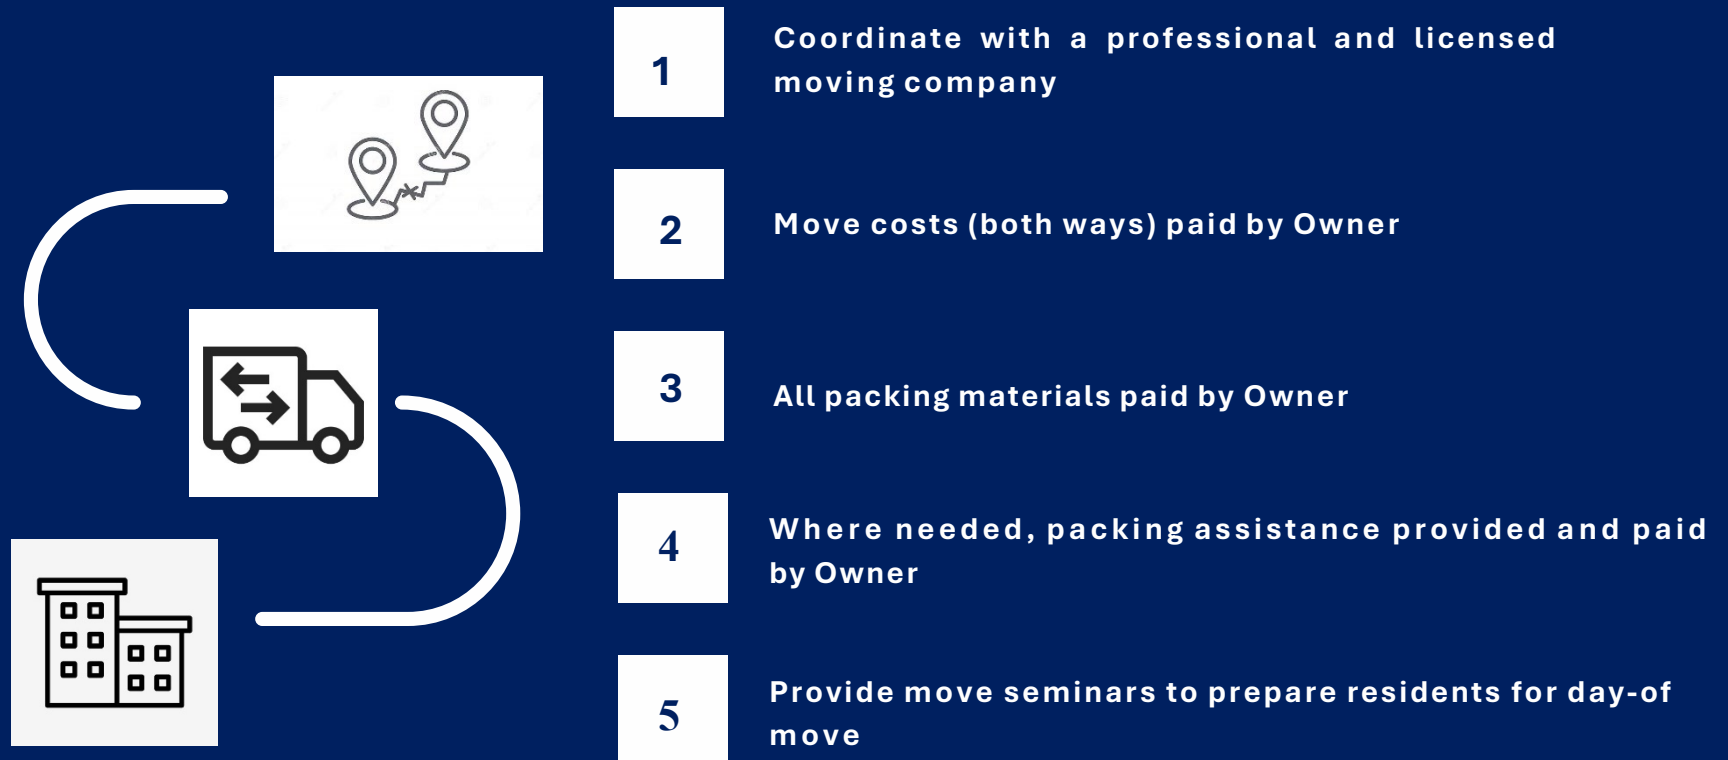 1
Coordinate with a professional and licensed
moving company
2
Move costs (both ways) paid by Owner
3
All packing materials paid by Owner
4
Where needed, packing assistance provided and paid
by Owner
5
Provide move seminars to prepare residents for day-of
move